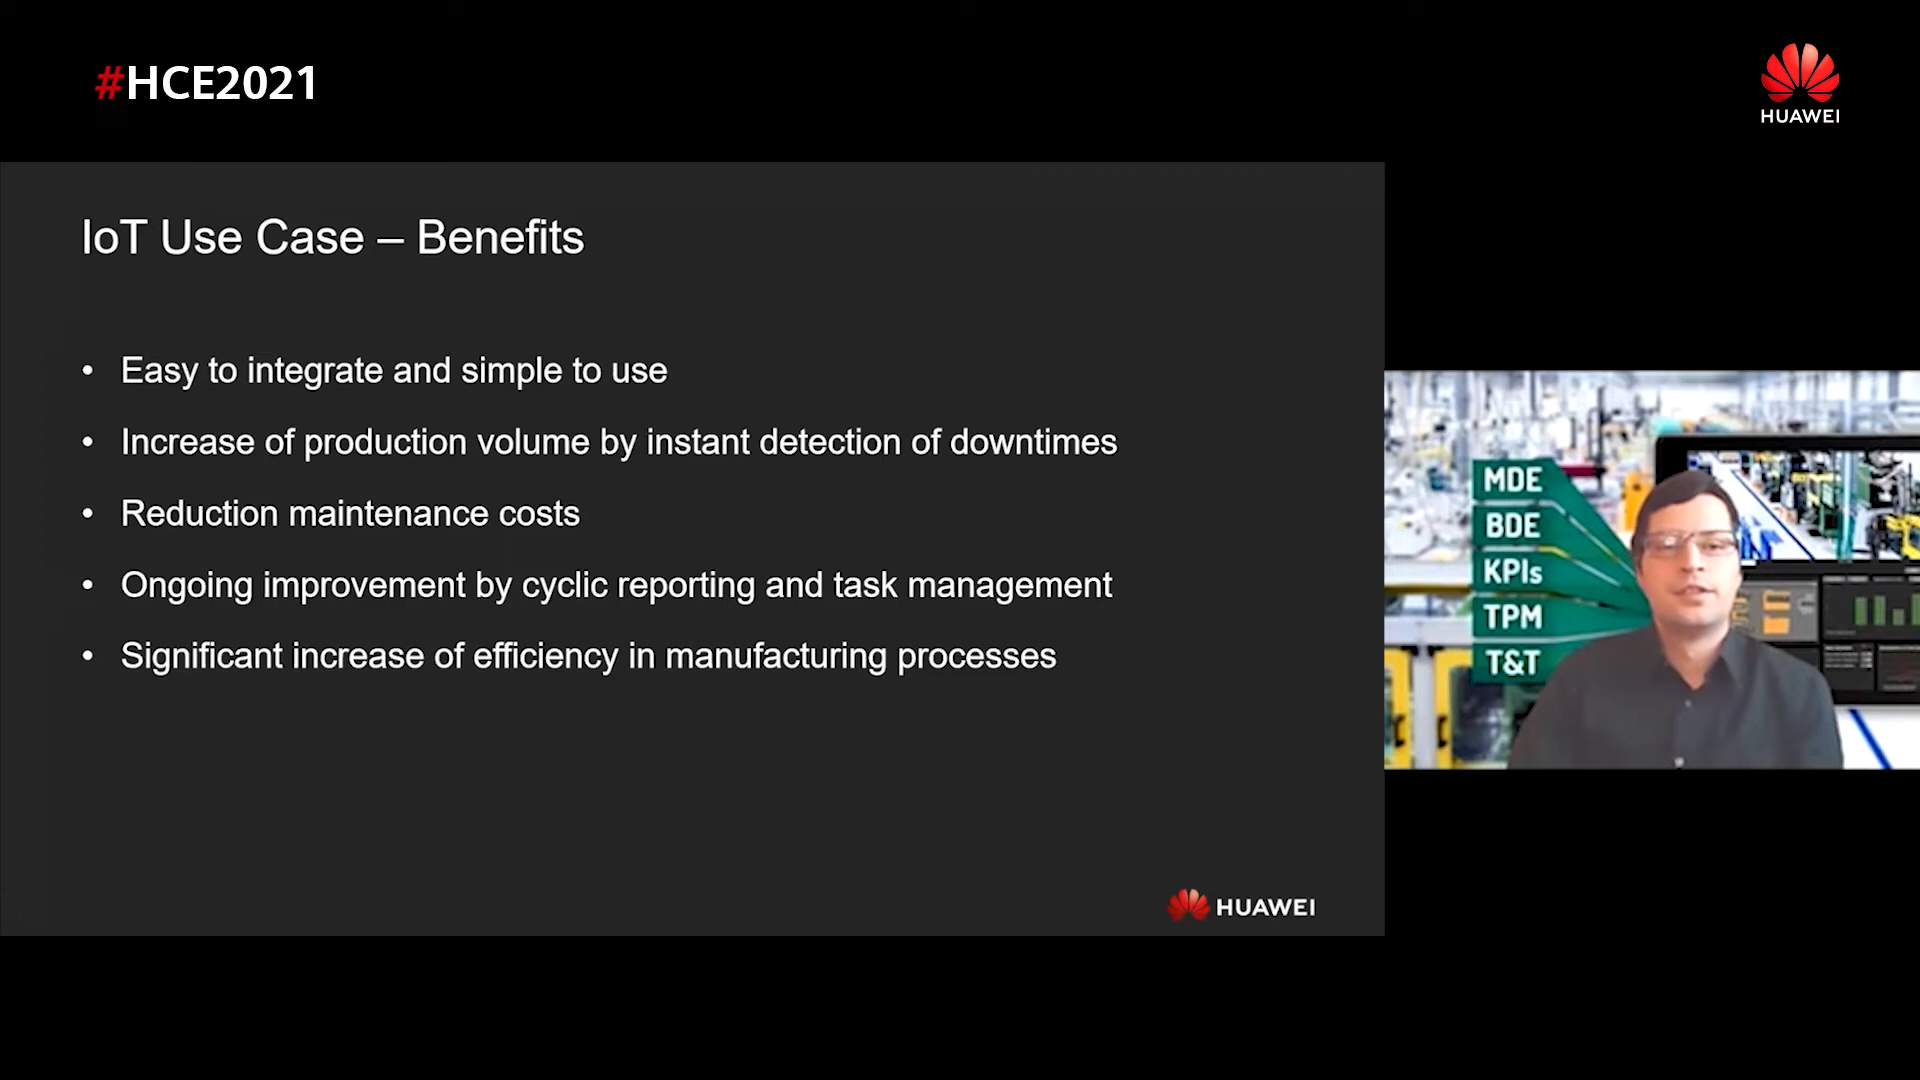 #HCE2021
HUAWEI
IoT Use Case – Benefits
• Easy to integrate and simple to use
• Increase of production volume by instant detection of downtimes
• Reduction maintenance costs
• Ongoing improvement by cyclic reporting and task management
• Significant increase of efficiency in manufacturing processes
HUAWEI
MDE
BDE
KPIs
TPM
T&T